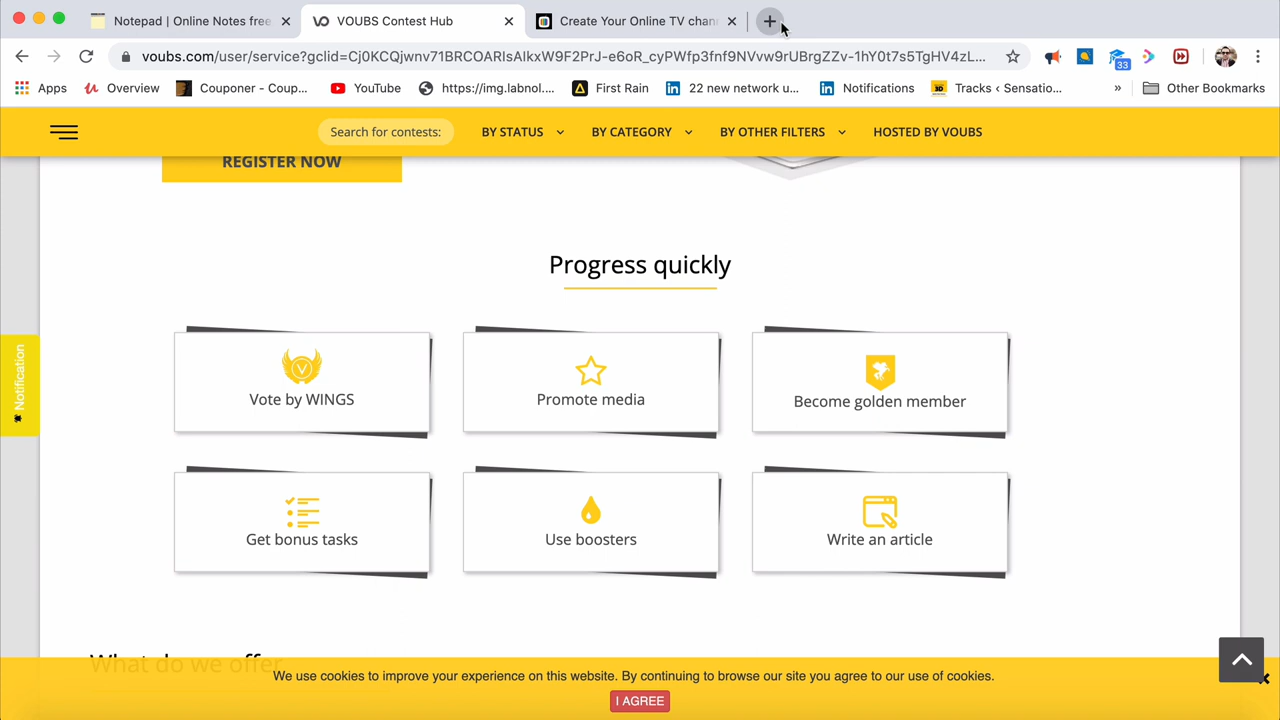 Notepad | Online Notes free
VOUBS Contest Hub
Create Your Online TV chan
voubs.com/user/service?gclid=Cj0KCQjwnv71BRCOARIsAIkxW9F2PrJ-e6oR_cyPWfp3fnf9NVvw9rUBrgZZv-1hY0t7s5TgHV4zL...
33
Apps
Overview
Couponer - Coup...
YouTube
https://img.labnol....
First Rain
22 new network u...
Notifications
Tracks ‹ Sensatio...
»
Other Bookmarks
Search for contests:
BY STATUS
BY CATEGORY
BY OTHER FILTERS
HOSTED BY VOUBS
REGISTER NOW
Progress quickly
Notification
Vote by WINGS
Promote media
Become golden member
Get bonus tasks
Use boosters
Write an article
What do we offer
We use cookies to improve your experience on this website. By continuing to browse our site you agree to our use of cookies.
I AGREE